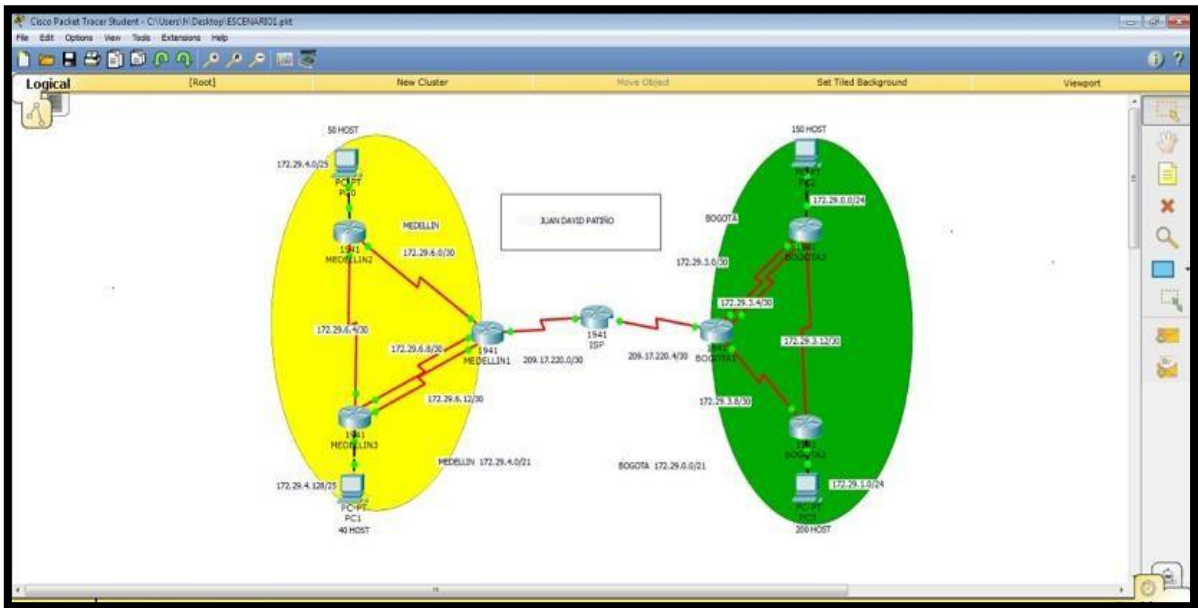 Cisco Packet Tracer Student - C:\Users\h\Desktop\ESCENARIO1.pkt
File Edit Options View Tools Extensions Help
Logical
[Root]
New Cluster
Move Object
Set Tiled Background
Viewport
50 HOST
172.29.4.0/25
PC-PT
1941
MEDELLIN2
MEDELLIN
172.29.6.0/30
172.29.6.4/30
172.29.6.8/30
172.29.6.12/30
1941
MEDELLIN1
1941
MEDELLIN3
172.29.4.128/25
PC-PT
PC1
40 HOST
MEDELLIN 172.29.4.0/21
JUAN DAVID PATIÑO
209.17.220.0/30
1941
ISP
209.17.220.4/30
BOGOTA 172.29.0.0/21
150 HOST
PC-PT
172.29.0.0/24
BOGOTA
172.29.3.0/30
172.29.3.4/30
172.29.3.12/30
172.29.3.8/30
BOGOTA2
172.29.1.0/24
PC-PT
200 HOST